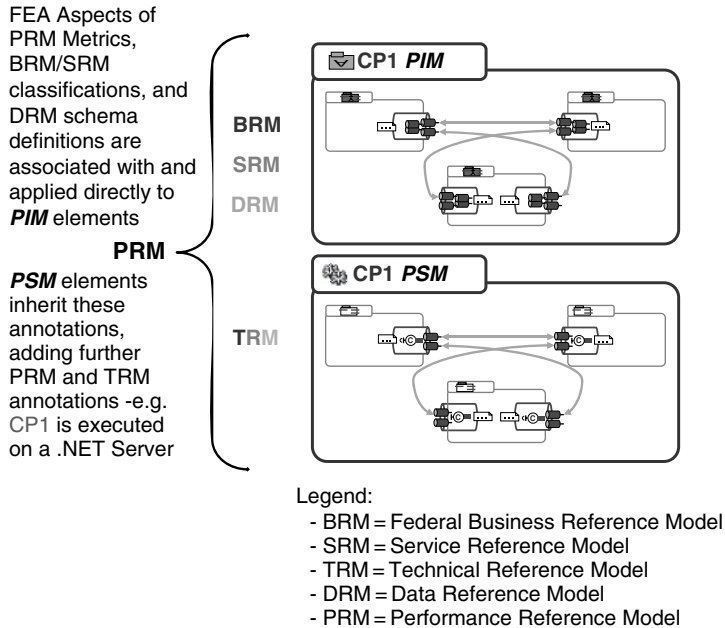 FEA Aspects of
PRM Metrics,
BRM/SRM
classifications, and
DRM schema
definitions are
associated with and
applied directly to
PIM elements
PRM
PSM elements
inherit these
annotations,
adding further
PRM and TRM
annotations -e.g.
CP1 is executed
on a .NET Server
BRM
SRM
DRM
TRM
CP1 PIM
CP1 PSM
Legend:
- BRM = Federal Business Reference Model
- SRM = Service Reference Model
- TRM = Technical Reference Model
- DRM = Data Reference Model
- PRM = Performance Reference Model